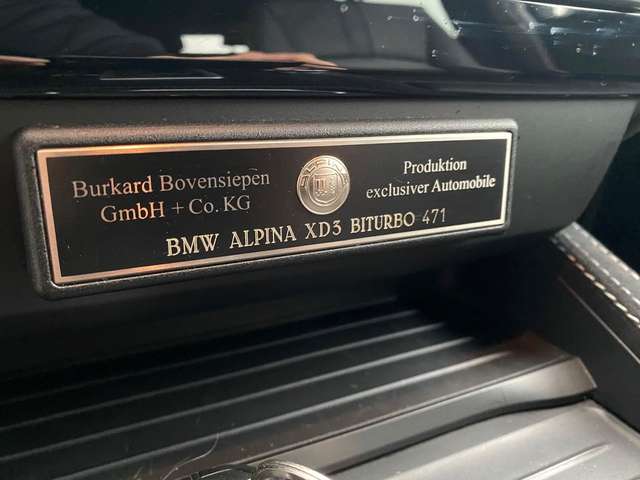 Burkard Bovensiepen
GmbH + Co. KG
Produktion
exclusiver Automobile
BMW ALPINA XD3 BITURBO 471